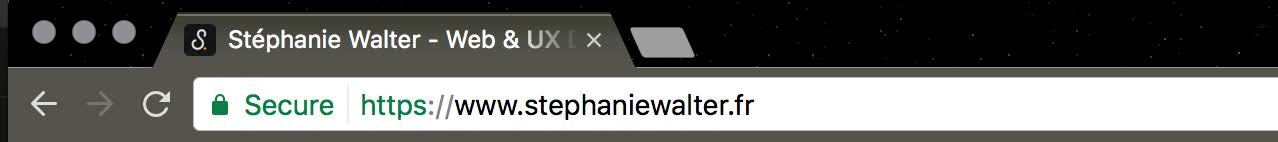 Stéphanie Walter - Web & UX
Secure https://www.stephaniewalter.fr